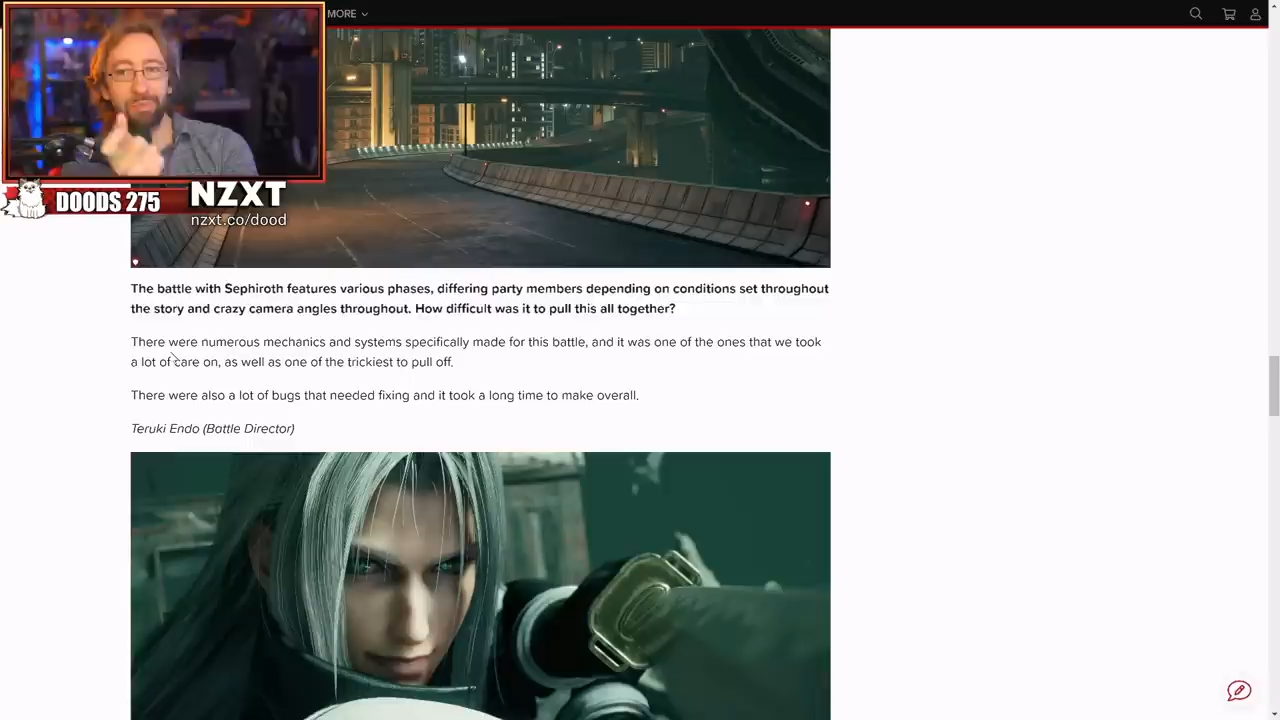 MORE
DOODS 275
NZXT
nzxt.co/dood
The battle with Sephiroth features various phases, differing party members depending on conditions set throughout
the story and crazy camera angles throughout. How difficult was it to pull this all together?
There were numerous mechanics and systems specifically made for this battle, and it was one of the ones that we took
a lot of care on, as well as one of the trickiest to pull off.
There were also a lot of bugs that needed fixing and it took a long time to make overall.
Teruki Endo (Battle Director)